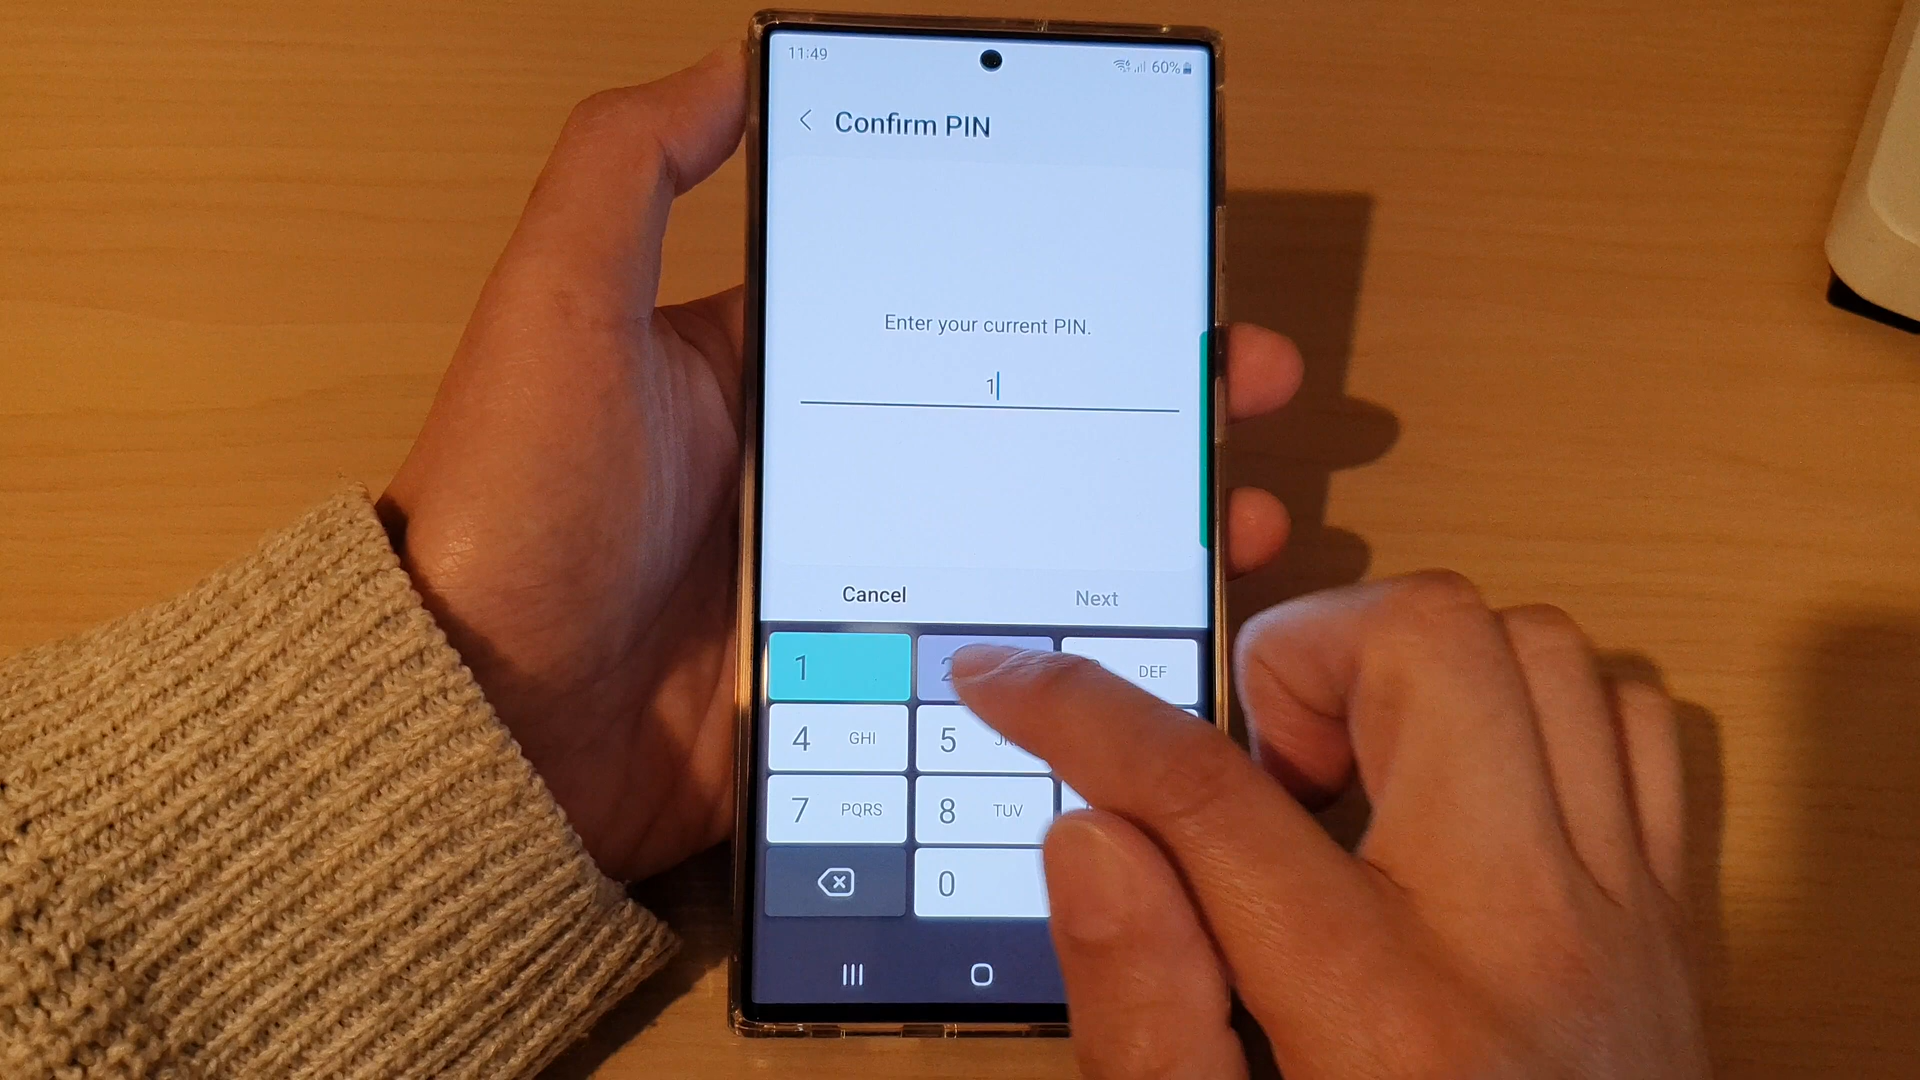 11:49
60%
Confirm PIN
Enter your current PIN.
1
Cancel
Next
1
2
DEF
4 GHI
5
7 PQRS
8 TUV
0